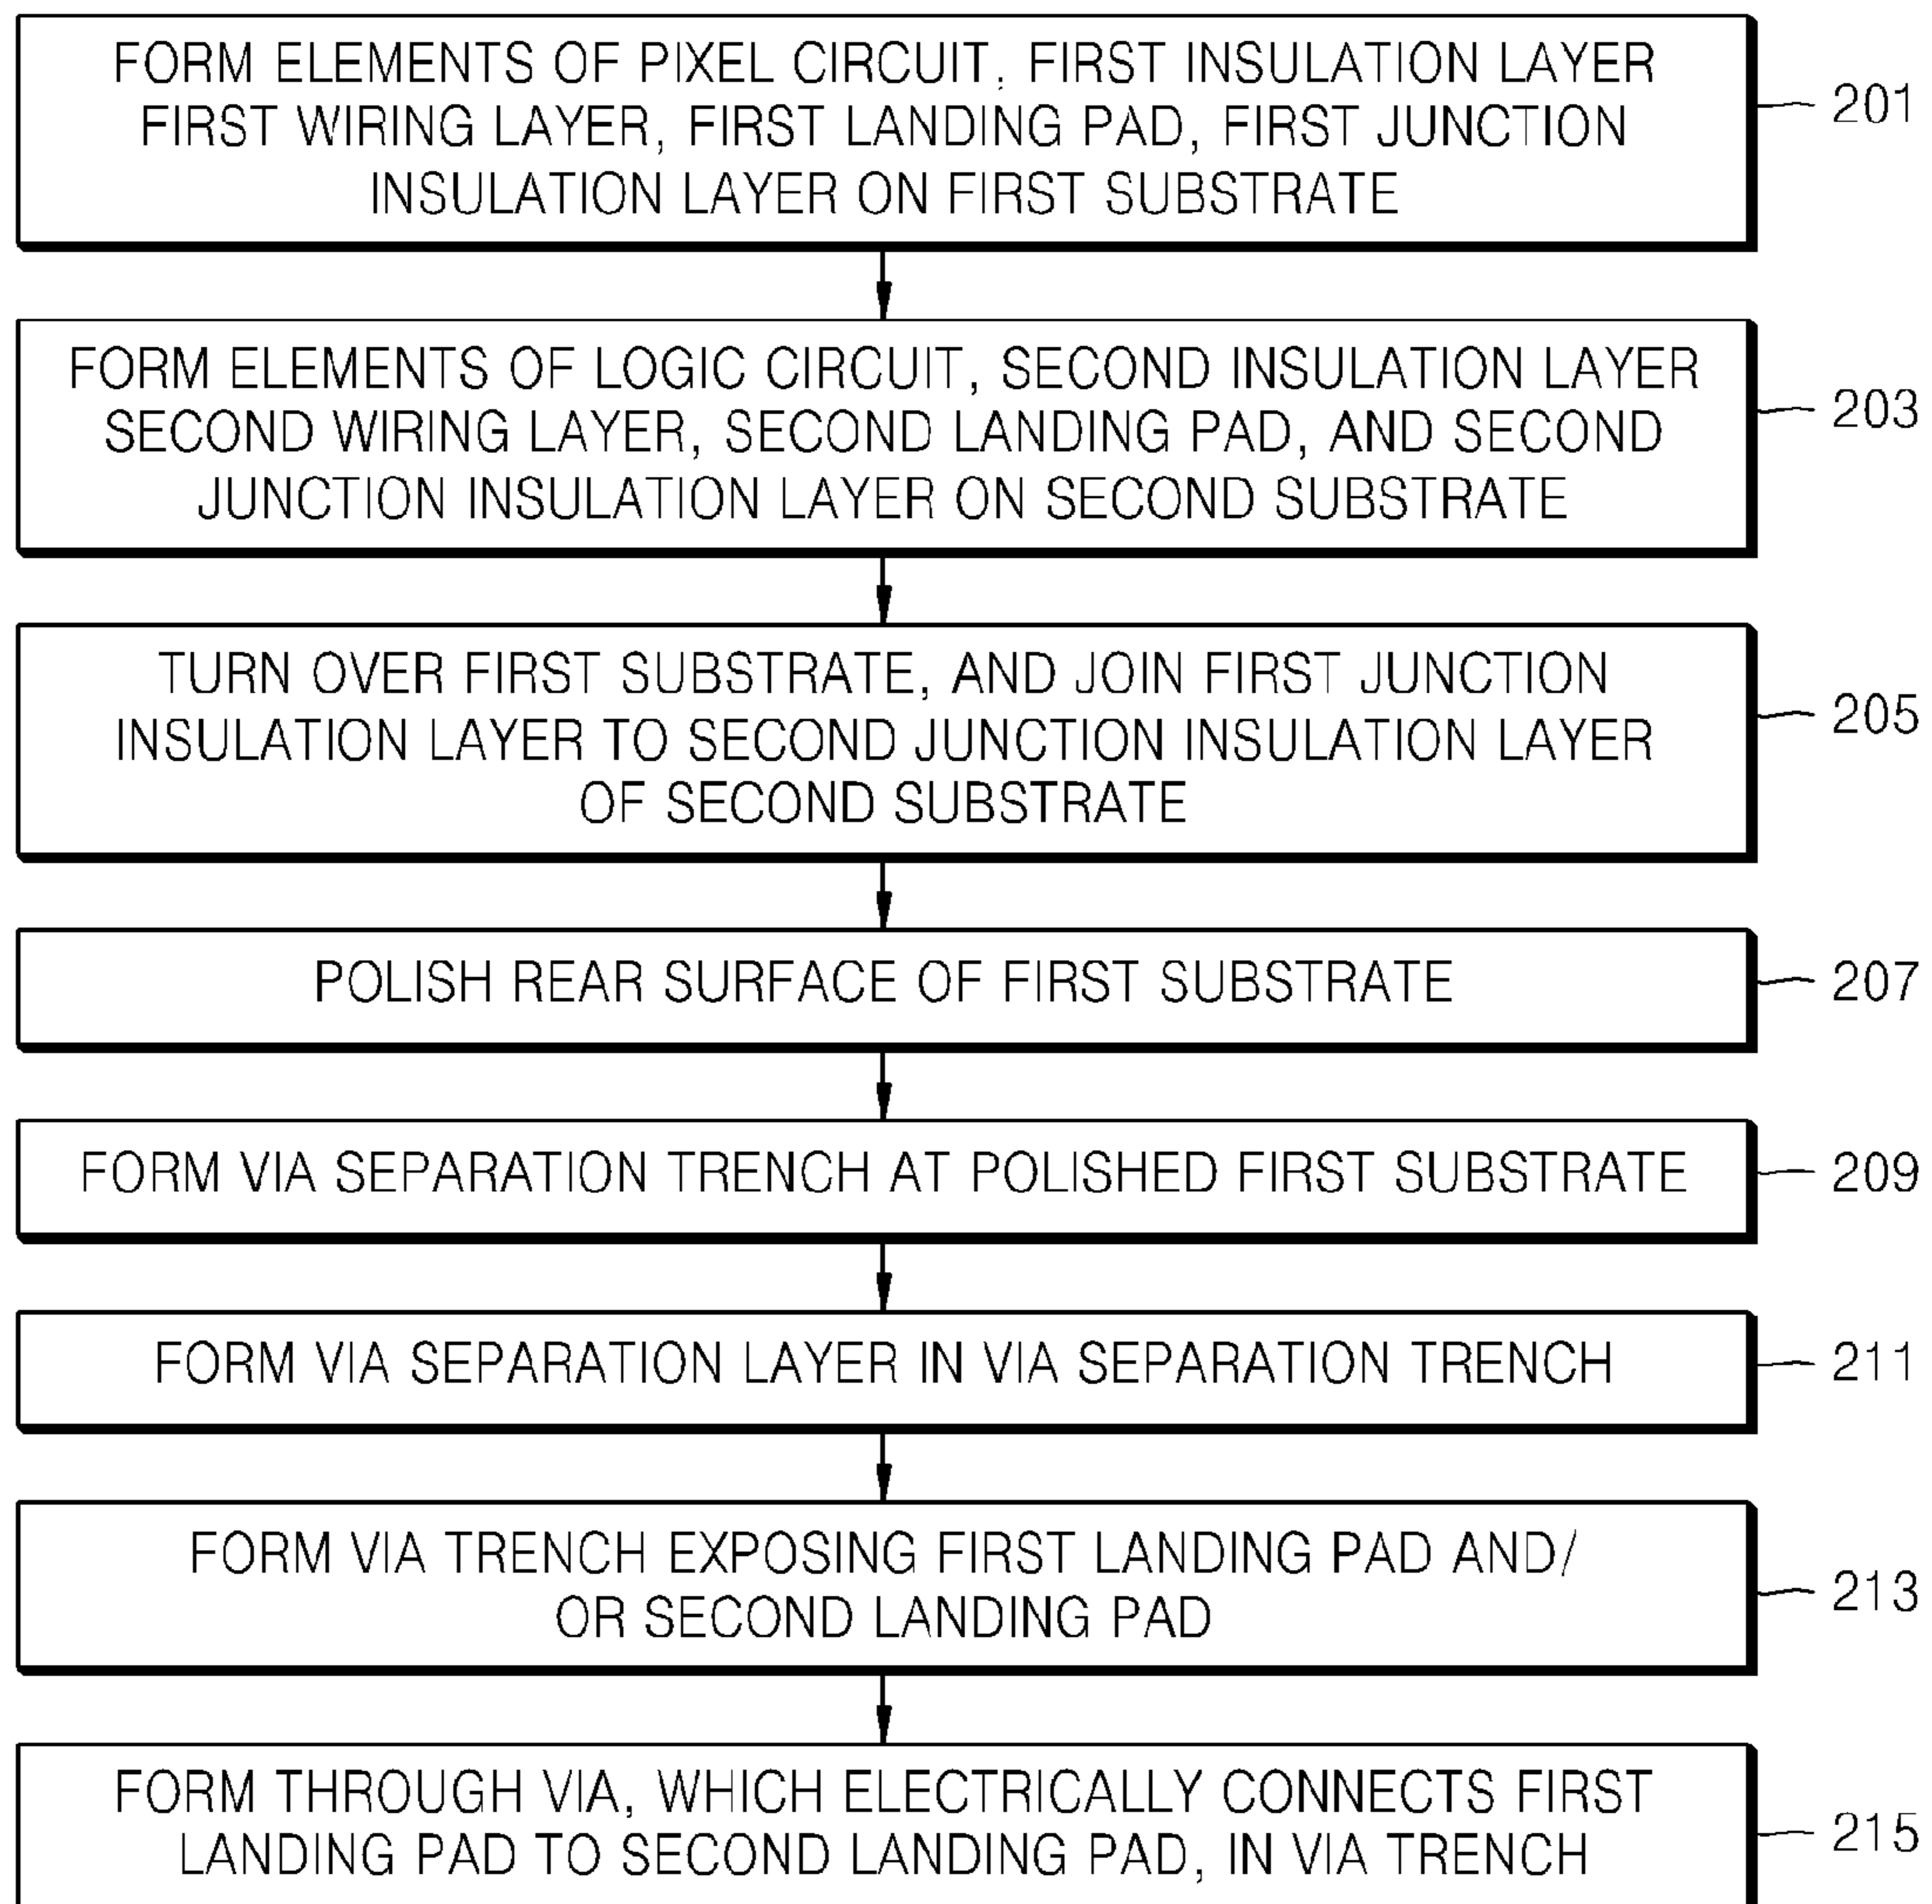 FORM ELEMENTS OF PIXEL CIRCUIT, FIRST INSULATION LAYER
FIRST WIRING LAYER, FIRST LANDING PAD, FIRST JUNCTION
INSULATION LAYER ON FIRST SUBSTRATE
201
FORM ELEMENTS OF LOGIC CIRCUIT, SECOND INSULATION LAYER
SECOND WIRING LAYER, SECOND LANDING PAD, AND SECOND
JUNCTION INSULATION LAYER ON SECOND SUBSTRATE
203
TURN OVER FIRST SUBSTRATE, AND JOIN FIRST JUNCTION
INSULATION LAYER TO SECOND JUNCTION INSULATION LAYER
OF SECOND SUBSTRATE
205
POLISH REAR SURFACE OF FIRST SUBSTRATE
207
FORM VIA SEPARATION TRENCH AT POLISHED FIRST SUBSTRATE
209
FORM VIA SEPARATION LAYER IN VIA SEPARATION TRENCH
211
FORM VIA TRENCH EXPOSING FIRST LANDING PAD AND/
OR SECOND LANDING PAD
213
FORM THROUGH VIA, WHICH ELECTRICALLY CONNECTS FIRST
LANDING PAD TO SECOND LANDING PAD, IN VIA TRENCH
215